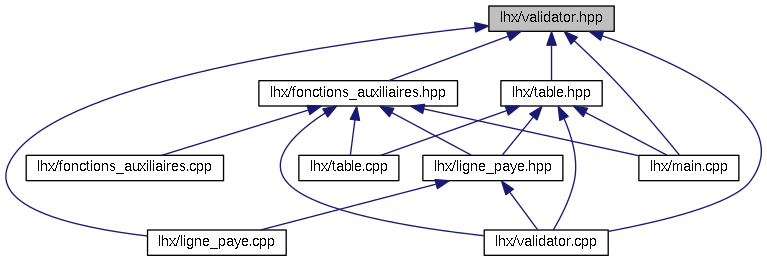 lhx/validator.hpp
lhx/fonctions_auxiliaires.hpp
lhx/table.hpp
lhx/fonctions_auxiliaires.cpp
lhx/table.cpp
lhx/ligne_paye.hpp
lhx/main.cpp
lhx/ligne_paye.cpp
lhx/validator.cpp